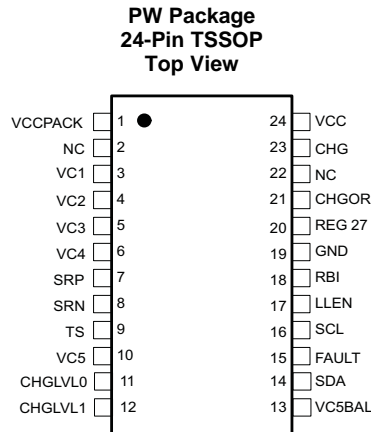 PW Package
24-Pin TSSOP
Top View
VCCPACK 1 24 VCC
NC 2 23 CHG
VC1 3 22 NC
VC2 4 21 CHGOR
VC3 5 20 REG 27
VC4 6 19 GND
SRP 7 18 RBI
SRN 8 17 LLEN
TS 9 16 SCL
VC5 10 15 FAULT
CHGLVL0 11 14 SDA
CHGLVL1 12 13 VC5BAL